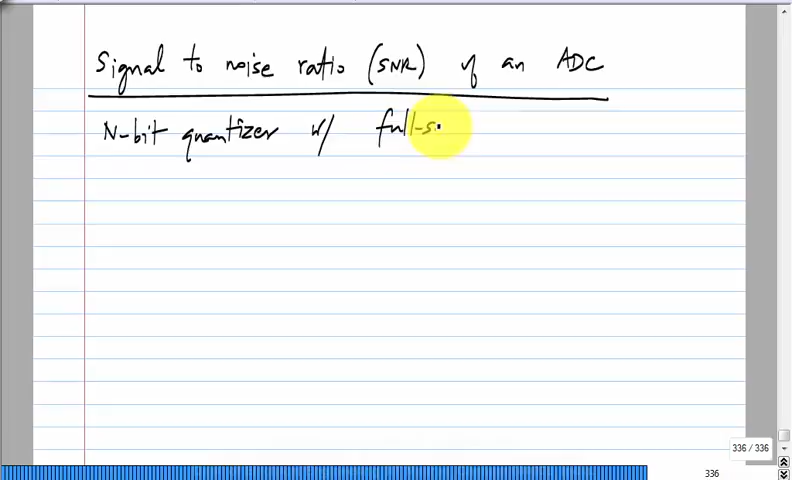 Signal to noise ratio (SNR) of an ADC
N-bit quantizer w/ full-s
336 / 336
336